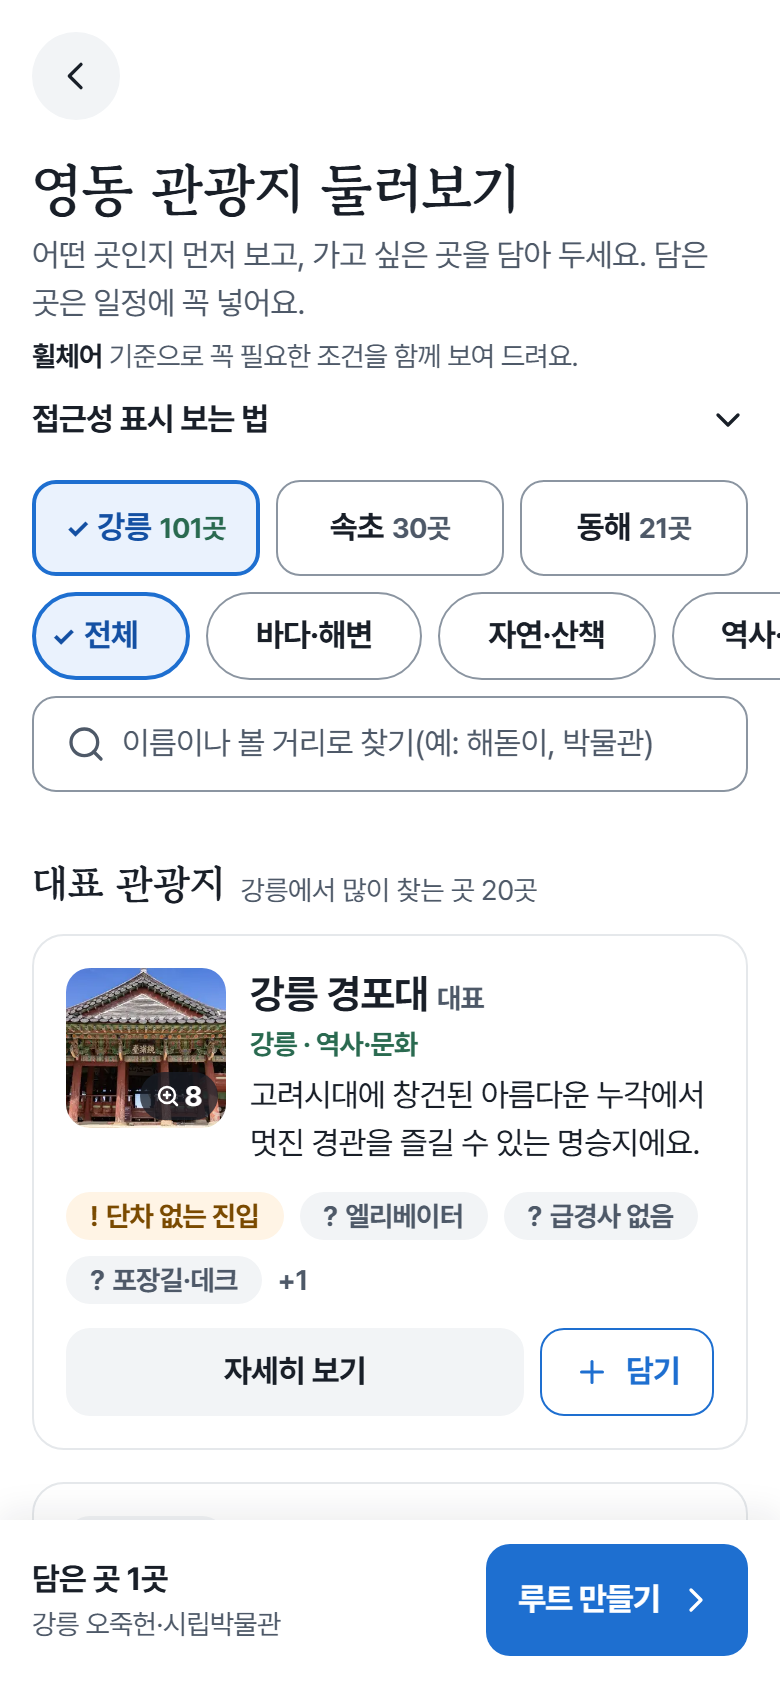 영동 관광지 둘러보기
어떤 곳인지 먼저 보고, 가고 싶은 곳을 담아 두세요. 담은
곳은 일정에 꼭 넣어요.
휠체어 기준으로 꼭 필요한 조건을 함께 보여 드려요.
접근성 표시 보는 법
강릉 101곳
속초 30곳
동해 21곳
전체
바다·해변
자연·산책
역사·
이름이나 볼 거리로 찾기(예: 해돋이, 박물관)
대표 관광지 강릉에서 많이 찾는 곳 20곳
강릉 경포대 대표
강릉 · 역사·문화
고려시대에 창건된 아름다운 누각에서
멋진 경관을 즐길 수 있는 명승지에요.
8
! 단차 없는 진입
? 엘리베이터
? 급경사 없음
? 포장길·데크
+1
자세히 보기
+ 담기
담은 곳 1곳
강릉 오죽헌·시립박물관
루트 만들기